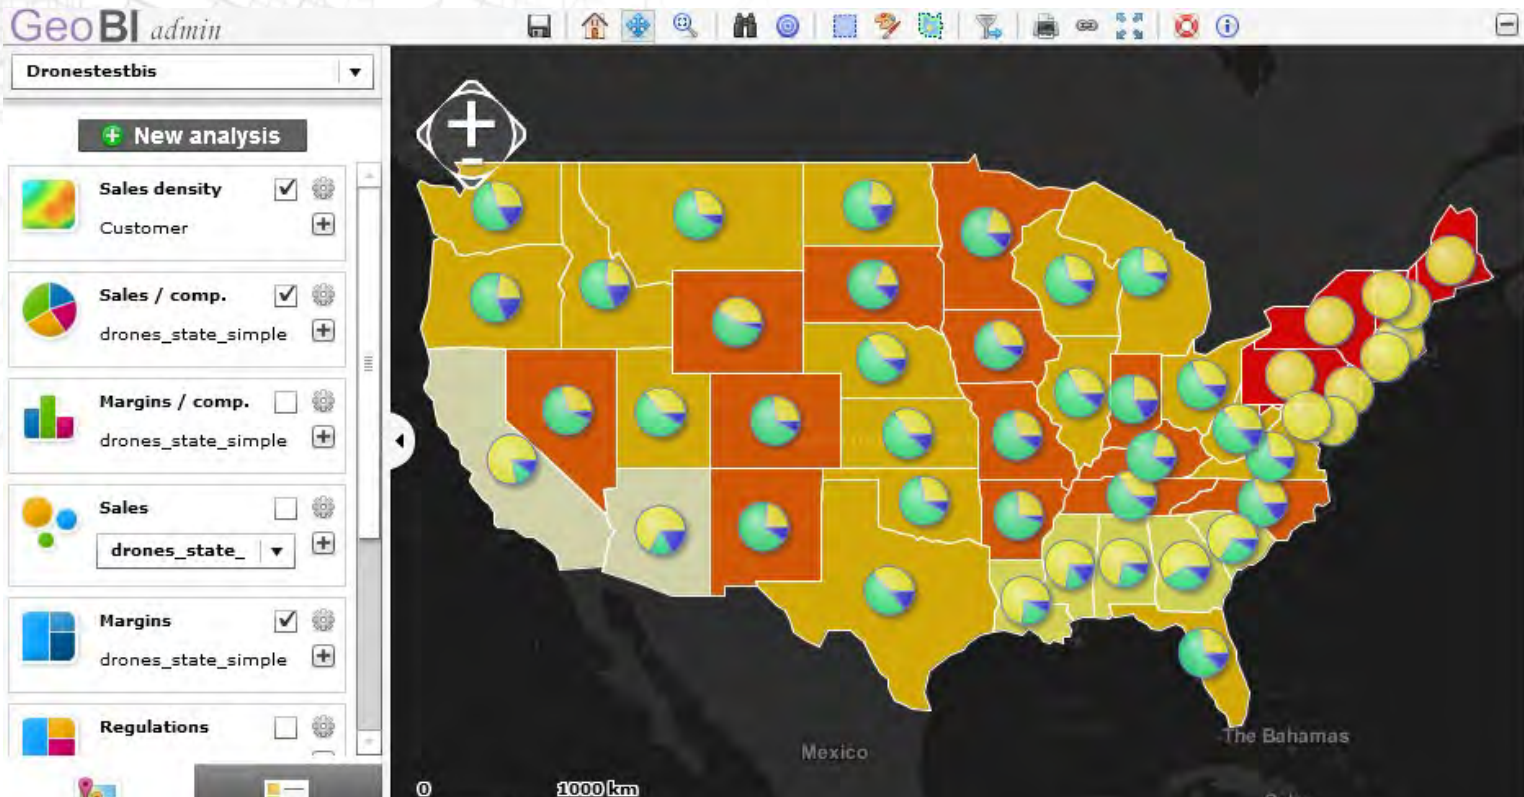 GeoBI admin
Dronestestbis
New analysis
Sales density
Customer
Sales / comp.
drones_state_simple
Margins / comp.
drones_state_simple
Sales
drones_state_
Margins
drones_state_simple
Regulations
The Bahamas
Mexico
0 1000 km